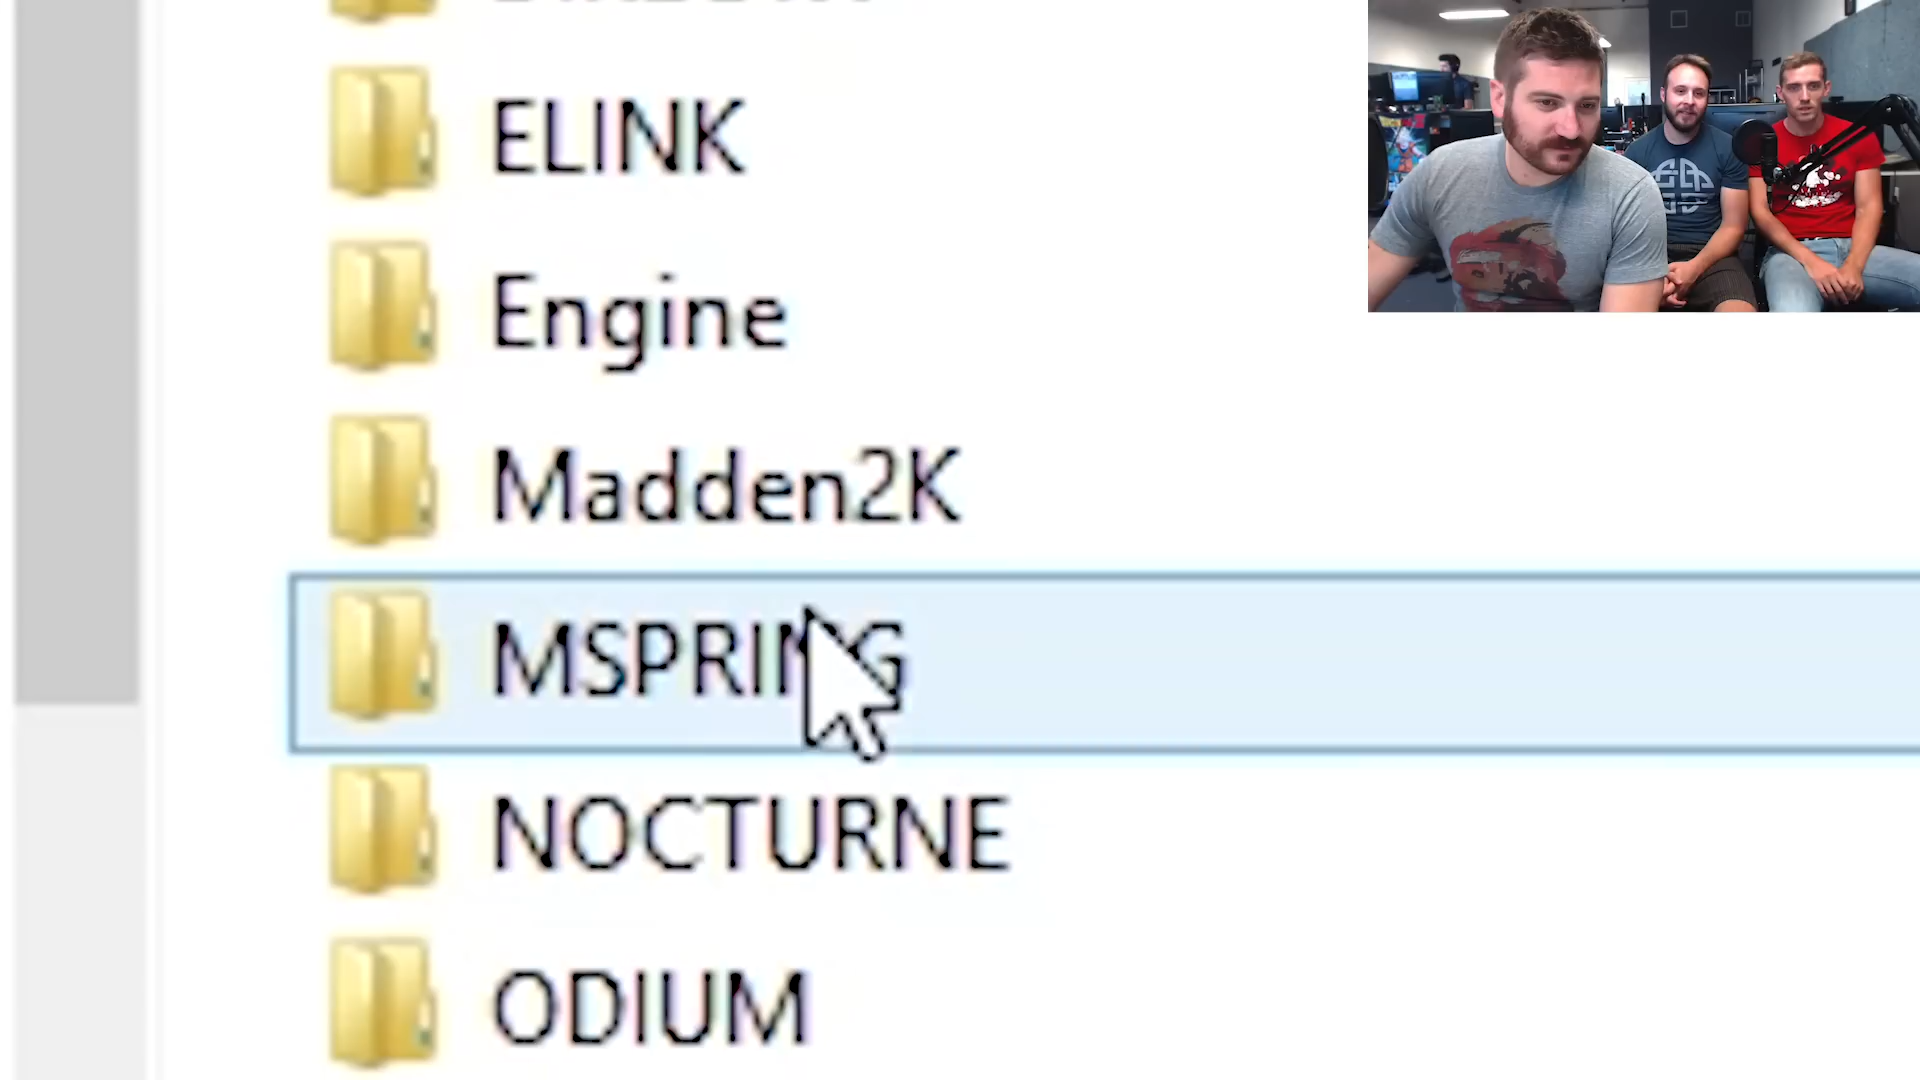 ELINK
Engine
Madden2K
MSPRING
NOCTURNE
ODIUM